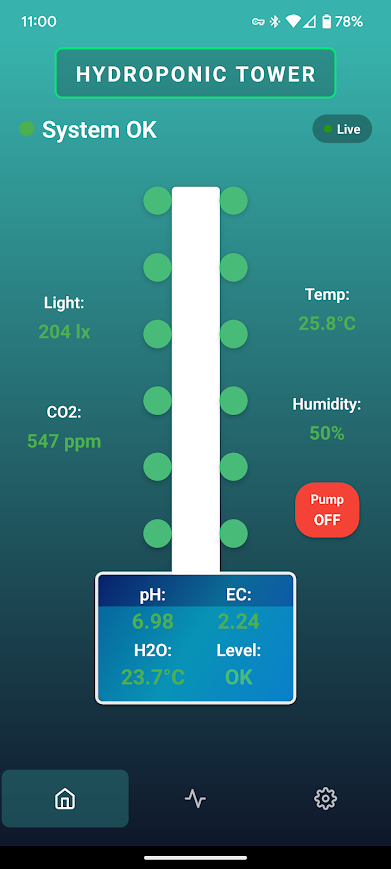 11:00
78%
HYDROPONIC TOWER
System OK
Live
Light:
204 lx
Temp:
25.8°C
CO2:
547 ppm
Humidity:
50%
Pump
OFF
pH: EC:
6.98 2.24
H2O: Level:
23.7°C OK